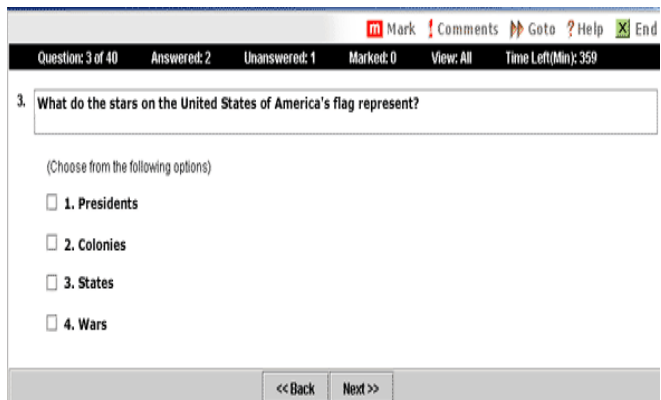 m Mark ! Comments Goto ? Help X End
Question: 3 of 40 Answered: 2 Unanswered: 1 Marked: 0 View: All Time Left(Min): 359
3. What do the stars on the United States of America's flag represent?
(Choose from the following options)
1. Presidents
2. Colonies
3. States
4. Wars
<< Back Next >>